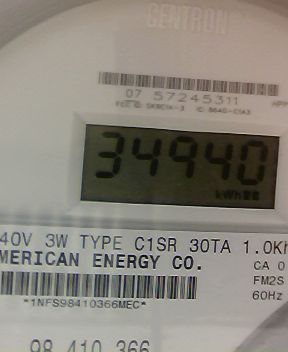 CENTRON
07 57245311
34940
kWh
40V 3W TYPE C1SR 30TA 1.0Kh
MERICAN ENERGY CO.
CA 0
FM2S
60Hz
*1NFS98410366MEC*
98 410 366